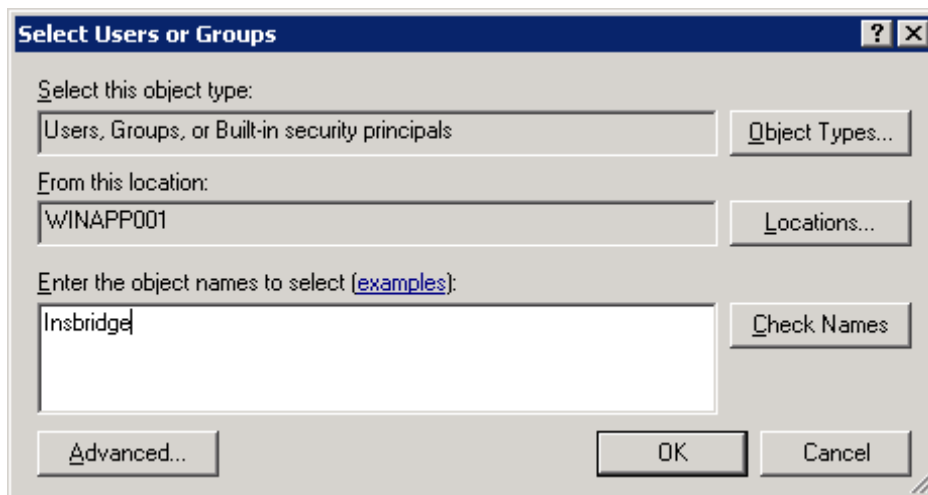 Select Users or Groups
Select this object type:
Users, Groups, or Built-in security principals
Object Types...
From this location:
WINAPP001
Locations...
Enter the object names to select (examples):
Insbridge
Check Names
Advanced...
OK
Cancel